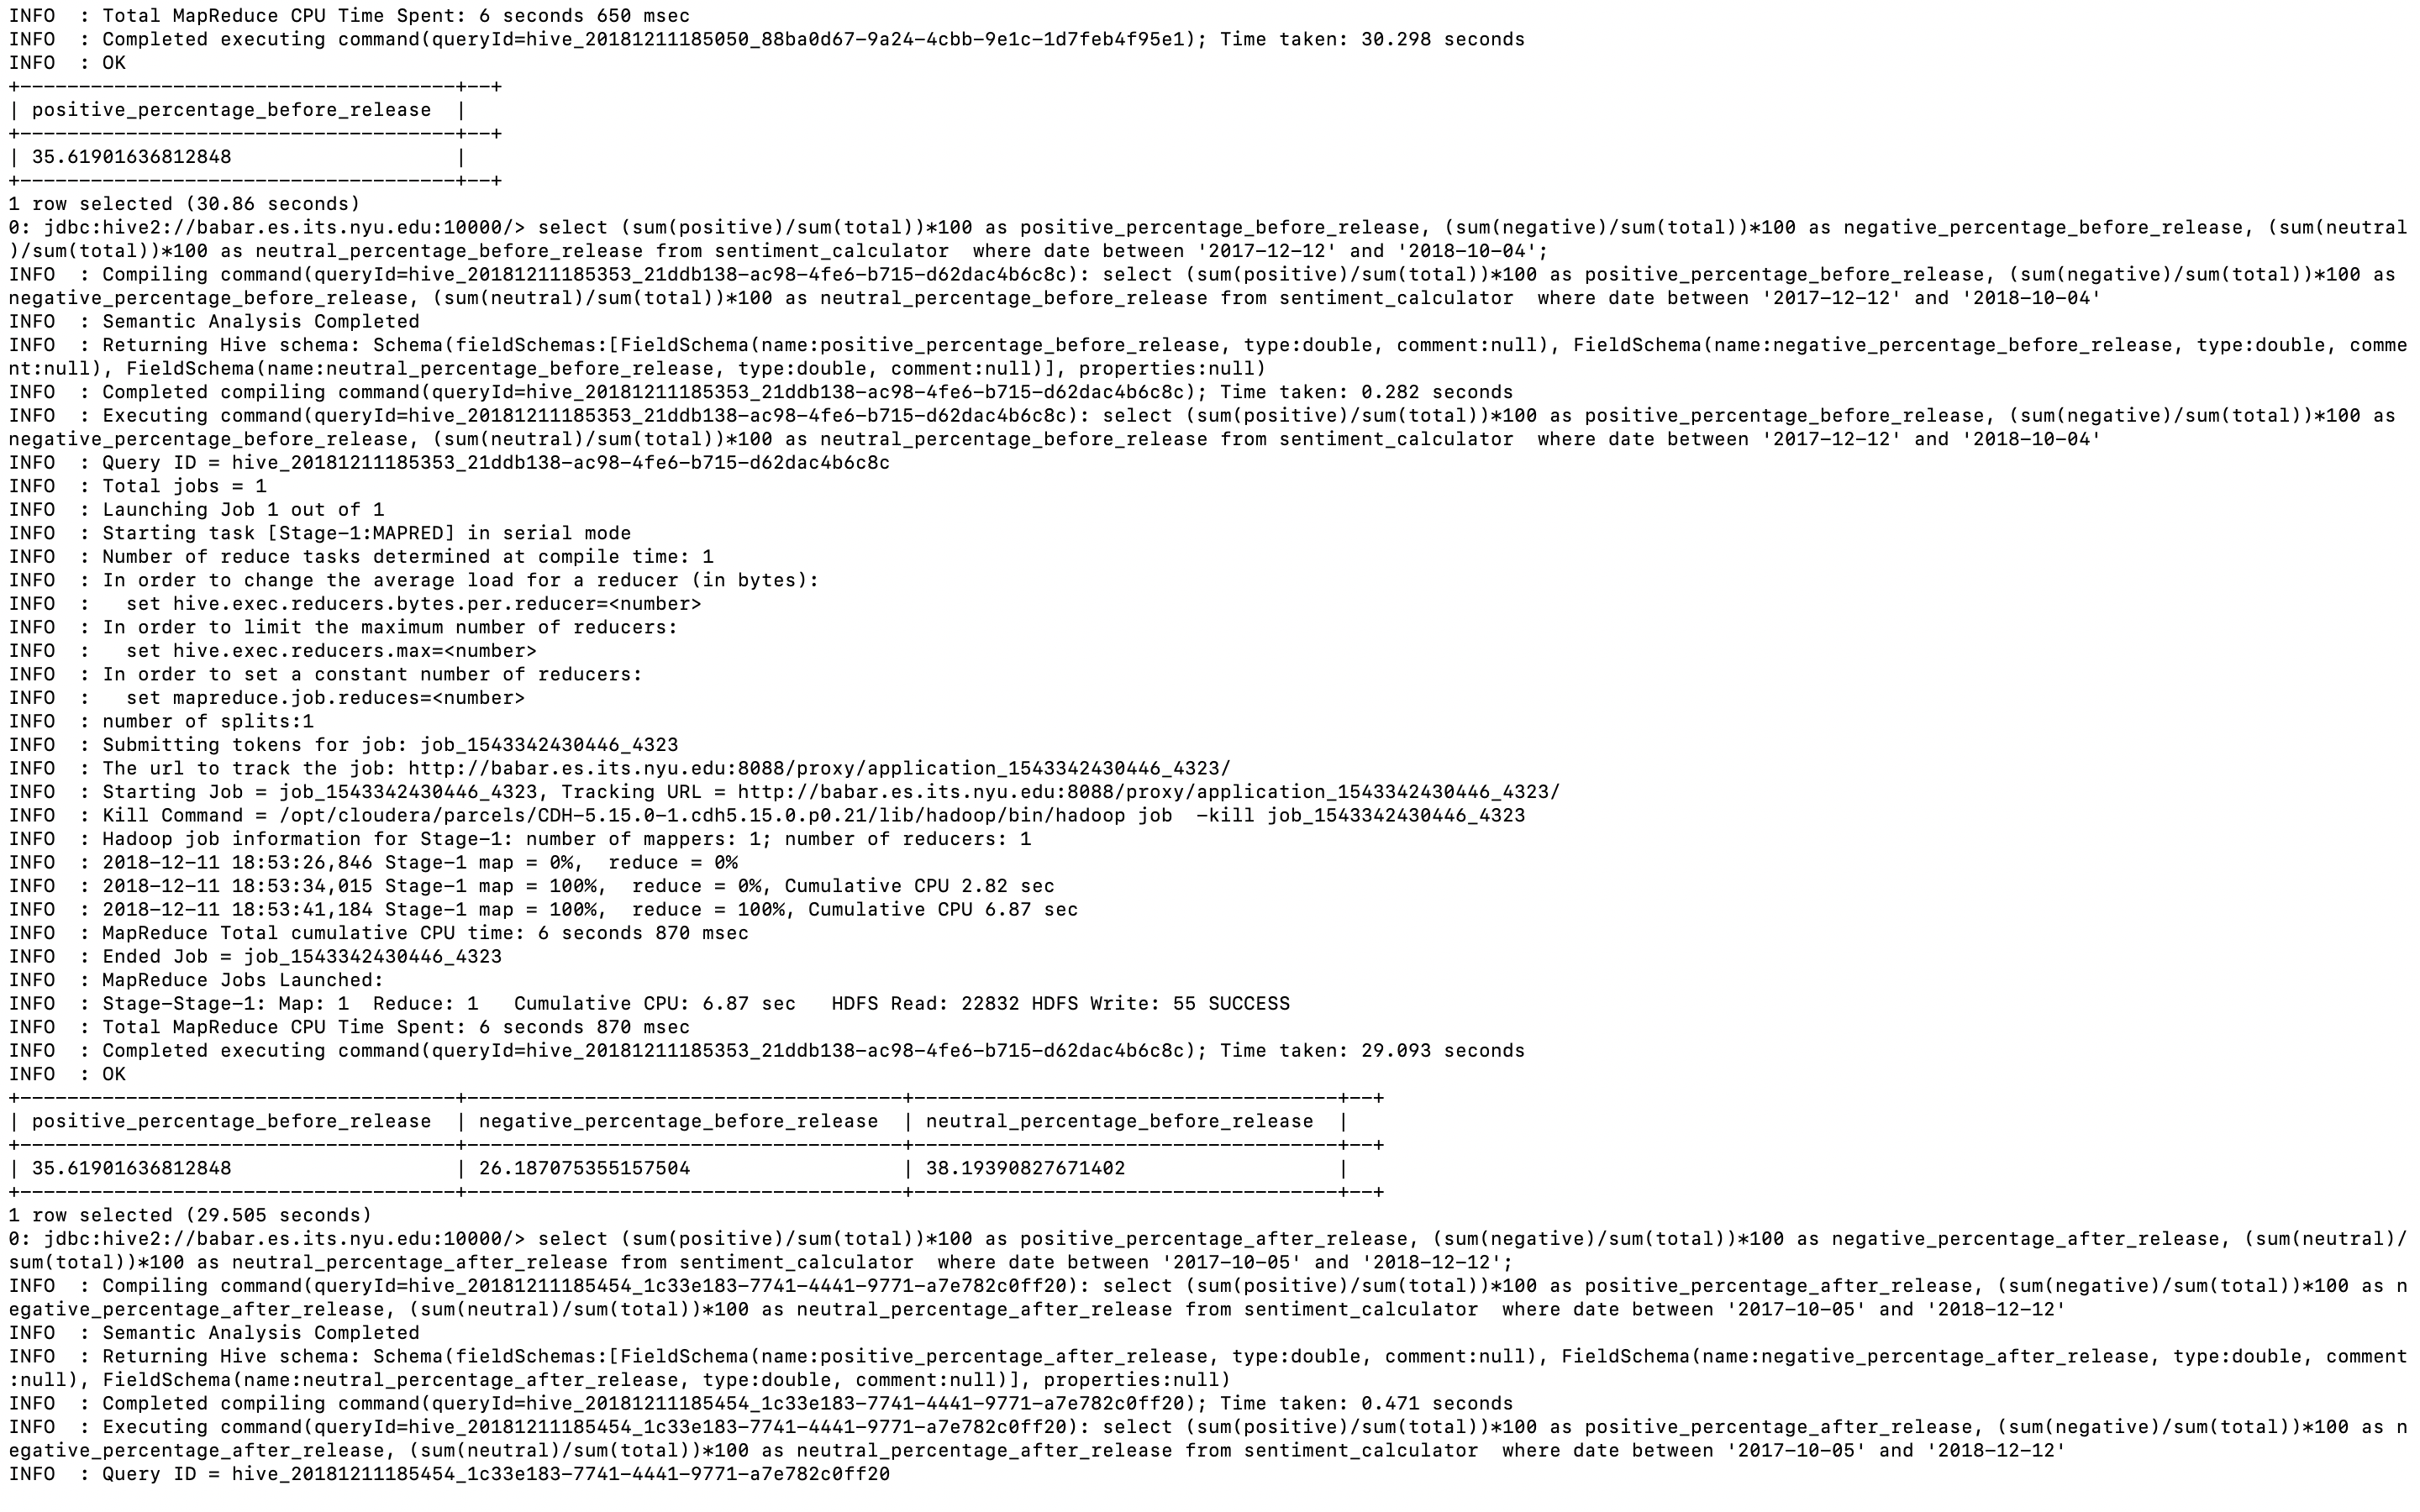 INFO  : Total MapReduce CPU Time Spent: 6 seconds 650 msec
INFO  : Completed executing command(queryId=hive_20181211185050_88ba0d67-9a24-4cbb-9e1c-1d7feb4f95e1); Time taken: 30.298 seconds
INFO  : OK
+-------------------------------------+--+
| positive_percentage_before_release  |
+-------------------------------------+--+
| 35.61901636812848                   |
+-------------------------------------+--+
1 row selected (30.86 seconds)
0: jdbc:hive2://babar.es.its.nyu.edu:10000/> select (sum(positive)/sum(total))*100 as positive_percentage_before_release, (sum(negative)/sum(total))*100 as negative_percentage_before_release, (sum(neutral
)/sum(total))*100 as neutral_percentage_before_release from sentiment_calculator  where date between '2017-12-12' and '2018-10-04';
INFO  : Compiling command(queryId=hive_20181211185353_21ddb138-ac98-4fe6-b715-d62dac4b6c8c): select (sum(positive)/sum(total))*100 as positive_percentage_before_release, (sum(negative)/sum(total))*100 as
negative_percentage_before_release, (sum(neutral)/sum(total))*100 as neutral_percentage_before_release from sentiment_calculator  where date between '2017-12-12' and '2018-10-04'
INFO  : Semantic Analysis Completed
INFO  : Returning Hive schema: Schema(fieldSchemas:[FieldSchema(name:positive_percentage_before_release, type:double, comment:null), FieldSchema(name:negative_percentage_before_release, type:double, comme
nt:null), FieldSchema(name:neutral_percentage_before_release, type:double, comment:null)], properties:null)
INFO  : Completed compiling command(queryId=hive_20181211185353_21ddb138-ac98-4fe6-b715-d62dac4b6c8c); Time taken: 0.282 seconds
INFO  : Executing command(queryId=hive_20181211185353_21ddb138-ac98-4fe6-b715-d62dac4b6c8c): select (sum(positive)/sum(total))*100 as positive_percentage_before_release, (sum(negative)/sum(total))*100 as
negative_percentage_before_release, (sum(neutral)/sum(total))*100 as neutral_percentage_before_release from sentiment_calculator  where date between '2017-12-12' and '2018-10-04'
INFO  : Query ID = hive_20181211185353_21ddb138-ac98-4fe6-b715-d62dac4b6c8c
INFO  : Total jobs = 1
INFO  : Launching Job 1 out of 1
INFO  : Starting task [Stage-1:MAPRED] in serial mode
INFO  : Number of reduce tasks determined at compile time: 1
INFO  : In order to change the average load for a reducer (in bytes):
INFO  :   set hive.exec.reducers.bytes.per.reducer=<number>
INFO  : In order to limit the maximum number of reducers:
INFO  :   set hive.exec.reducers.max=<number>
INFO  : In order to set a constant number of reducers:
INFO  :   set mapreduce.job.reduces=<number>
INFO  : number of splits:1
INFO  : Submitting tokens for job: job_1543342430446_4323
INFO  : The url to track the job: http://babar.es.its.nyu.edu:8088/proxy/application_1543342430446_4323/
INFO  : Starting Job = job_1543342430446_4323, Tracking URL = http://babar.es.its.nyu.edu:8088/proxy/application_1543342430446_4323/
INFO  : Kill Command = /opt/cloudera/parcels/CDH-5.15.0-1.cdh5.15.0.p0.21/lib/hadoop/bin/hadoop job  -kill job_1543342430446_4323
INFO  : Hadoop job information for Stage-1: number of mappers: 1; number of reducers: 1
INFO  : 2018-12-11 18:53:26,846 Stage-1 map = 0%,  reduce = 0%
INFO  : 2018-12-11 18:53:34,015 Stage-1 map = 100%,  reduce = 0%, Cumulative CPU 2.82 sec
INFO  : 2018-12-11 18:53:41,184 Stage-1 map = 100%,  reduce = 100%, Cumulative CPU 6.87 sec
INFO  : MapReduce Total cumulative CPU time: 6 seconds 870 msec
INFO  : Ended Job = job_1543342430446_4323
INFO  : MapReduce Jobs Launched:
INFO  : Stage-Stage-1: Map: 1  Reduce: 1   Cumulative CPU: 6.87 sec   HDFS Read: 22832 HDFS Write: 55 SUCCESS
INFO  : Total MapReduce CPU Time Spent: 6 seconds 870 msec
INFO  : Completed executing command(queryId=hive_20181211185353_21ddb138-ac98-4fe6-b715-d62dac4b6c8c); Time taken: 29.093 seconds
INFO  : OK
+-------------------------------------+-------------------------------------+------------------------------------+--+
| positive_percentage_before_release  | negative_percentage_before_release  | neutral_percentage_before_release  |
+-------------------------------------+-------------------------------------+------------------------------------+--+
| 35.61901636812848                   | 26.187075355157504                  | 38.19390827671402                  |
+-------------------------------------+-------------------------------------+------------------------------------+--+
1 row selected (29.505 seconds)
0: jdbc:hive2://babar.es.its.nyu.edu:10000/> select (sum(positive)/sum(total))*100 as positive_percentage_after_release, (sum(negative)/sum(total))*100 as negative_percentage_after_release, (sum(neutral)/
sum(total))*100 as neutral_percentage_after_release from sentiment_calculator  where date between '2017-10-05' and '2018-12-12';
INFO  : Compiling command(queryId=hive_20181211185454_1c33e183-7741-4441-9771-a7e782c0ff20): select (sum(positive)/sum(total))*100 as positive_percentage_after_release, (sum(negative)/sum(total))*100 as n
egative_percentage_after_release, (sum(neutral)/sum(total))*100 as neutral_percentage_after_release from sentiment_calculator  where date between '2017-10-05' and '2018-12-12'
INFO  : Semantic Analysis Completed
INFO  : Returning Hive schema: Schema(fieldSchemas:[FieldSchema(name:positive_percentage_after_release, type:double, comment:null), FieldSchema(name:negative_percentage_after_release, type:double, comment
:null), FieldSchema(name:neutral_percentage_after_release, type:double, comment:null)], properties:null)
INFO  : Completed compiling command(queryId=hive_20181211185454_1c33e183-7741-4441-9771-a7e782c0ff20); Time taken: 0.471 seconds
INFO  : Executing command(queryId=hive_20181211185454_1c33e183-7741-4441-9771-a7e782c0ff20): select (sum(positive)/sum(total))*100 as positive_percentage_after_release, (sum(negative)/sum(total))*100 as n
egative_percentage_after_release, (sum(neutral)/sum(total))*100 as neutral_percentage_after_release from sentiment_calculator  where date between '2017-10-05' and '2018-12-12'
INFO  : Query ID = hive_20181211185454_1c33e183-7741-4441-9771-a7e782c0ff20